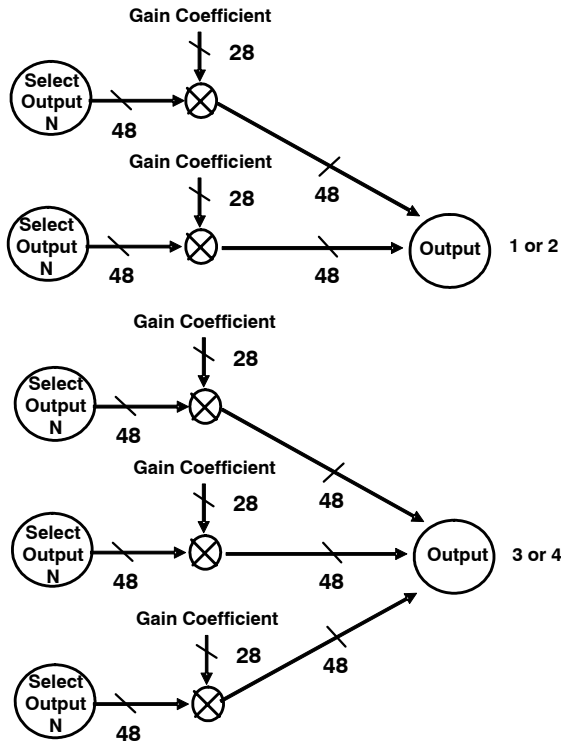 Gain Coefficient
28
Select
Output
N
48
48
Gain Coefficient
28
Select
Output
N
48
48
Output
1 or 2
Gain Coefficient
28
Select
Output
N
48
48
Gain Coefficient
28
Select
Output
N
48
48
Output
3 or 4
Gain Coefficient
28
48
Select
Output
N
48